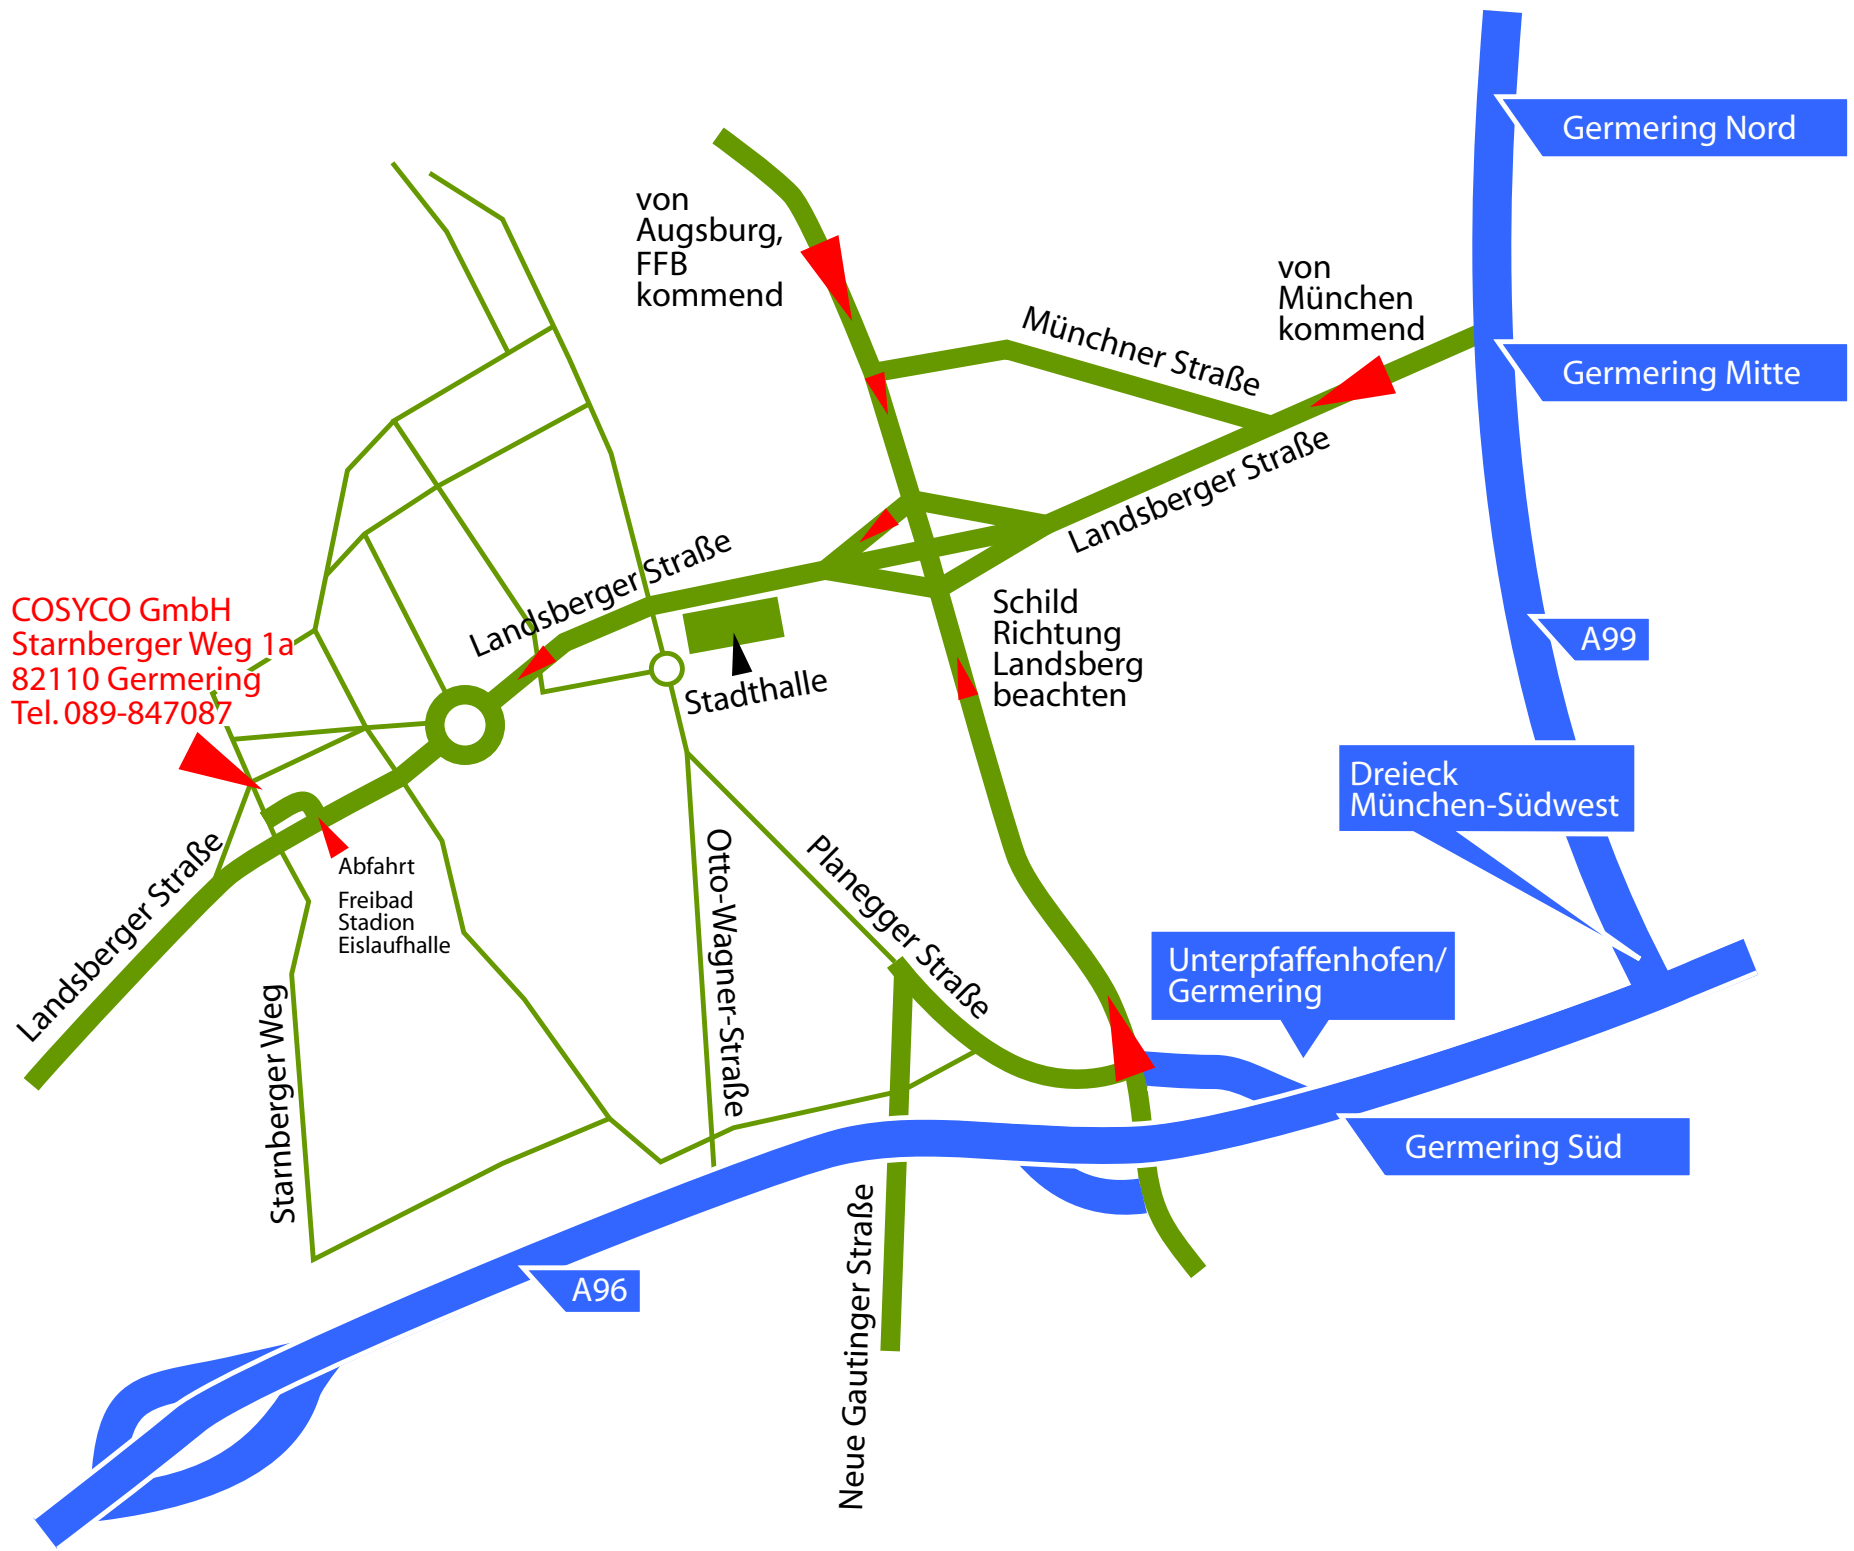 Germering Nord
von
Augsburg,
FFB
kommend
von
München
kommend
Münchner Straße
Germering Mitte
Landsberger Straße
Landsberger Straße
COSYCO GmbH
Starnberger Weg 1a
82110 Germering
Tel. 089-847087
Schild
Richtung
Landsberg
beachten
A99
Stadthalle
Dreieck
München-Südwest
Landsberger Straße
Abfahrt
Freibad
Stadion
Eislaufhalle
Otto-Wagner-Straße
Planegger Straße
Unterpfaffenhofen/
Germering
Starnberger Weg
Germering Süd
A96
Neue Gautinger Straße